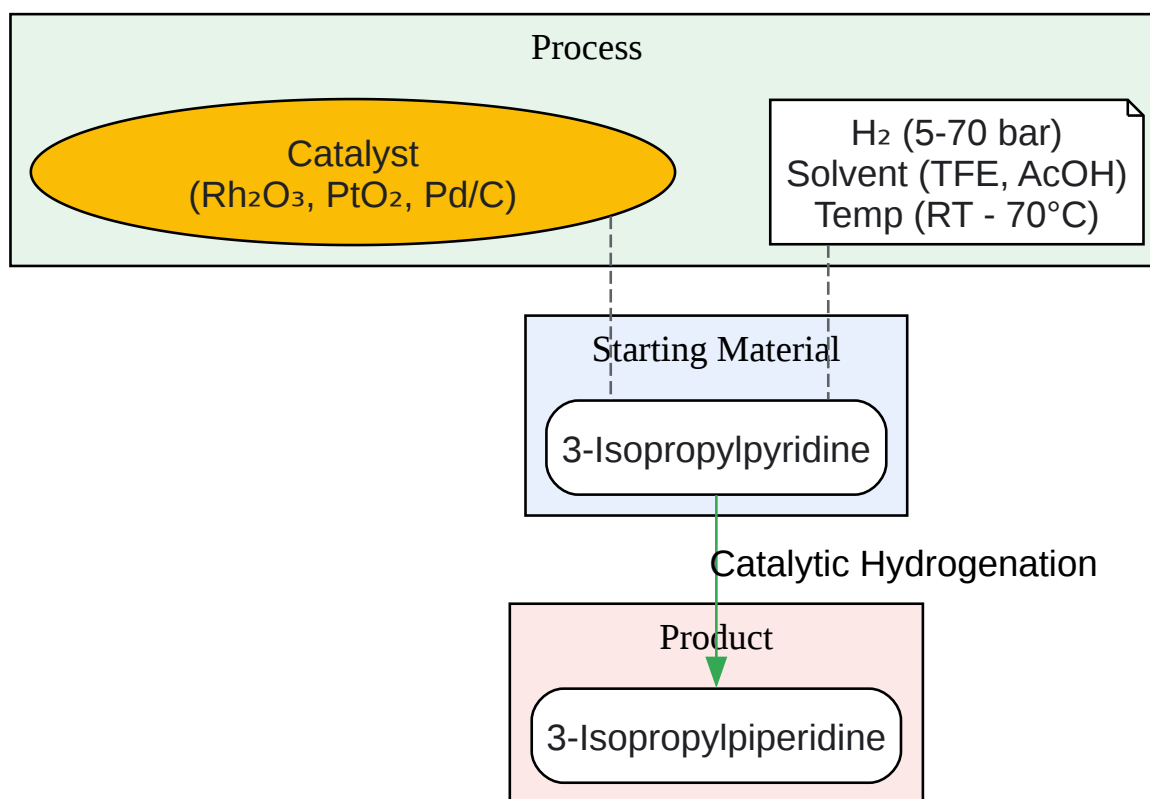 Process
Catalyst
(Rh₂O₃, PtO₂, Pd/C)
H₂ (5-70 bar)
Solvent (TFE, AcOH)
Temp (RT - 70°C)
Starting Material
3-Isopropylpyridine
Catalytic Hydrogenation
Product
3-Isopropylpiperidine